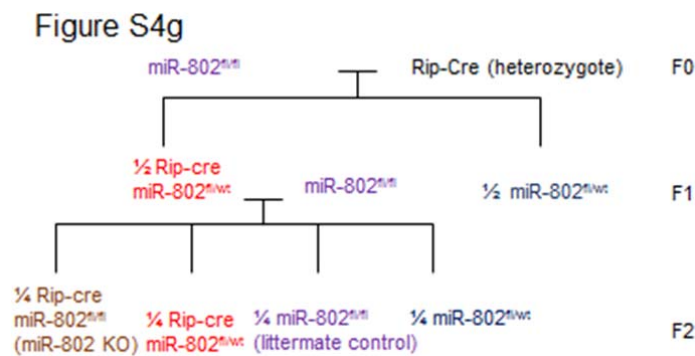 Figure S4g
miR-802fl/fl Rip-Cre (heterozygote) F0
½ Rip-cre
miR-802fl/wt miR-802fl/fl ½ miR-802fl/wt F1
¼ Rip-cre
miR-802fl/fl ¼ Rip-cre ¼ miR-802fl/fl ¼ miR-802fl/wt F2
(miR-802 KO) miR-802fl/wt (littermate control)